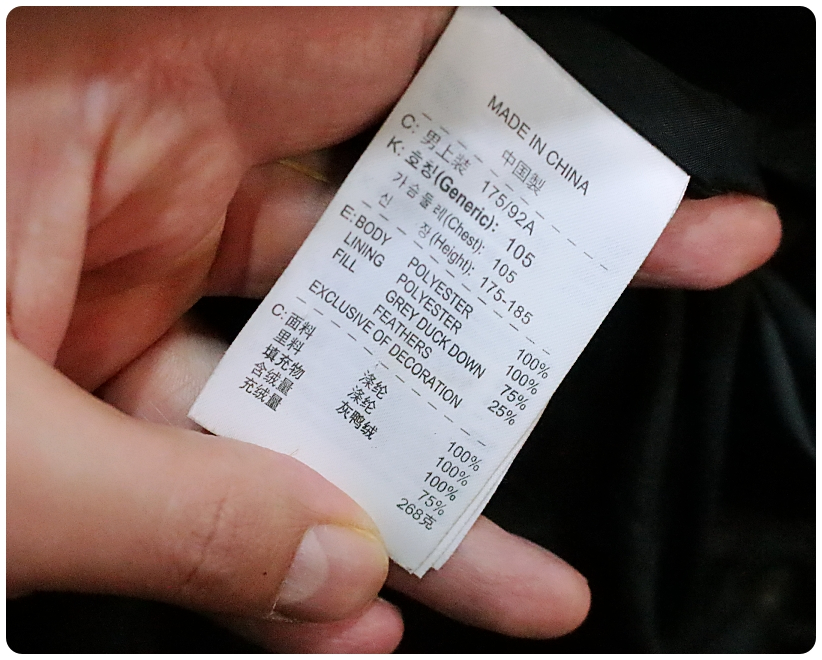 MADE IN CHINA
中国製
C: 男上装 175/92A
K: 호칭(Generic): 105
가슴둘레(Chest): 105
신 장(Height): 175-185
E: BODY POLYESTER 100%
LINING POLYESTER 100%
FILL GREY DUCK DOWN 75%
FEATHERS 25%
EXCLUSIVE OF DECORATION
C: 面料 涤纶 100%
里料 涤纶 100%
填充物 灰鸭绒 100%
含绒量 75%
充绒量 268克